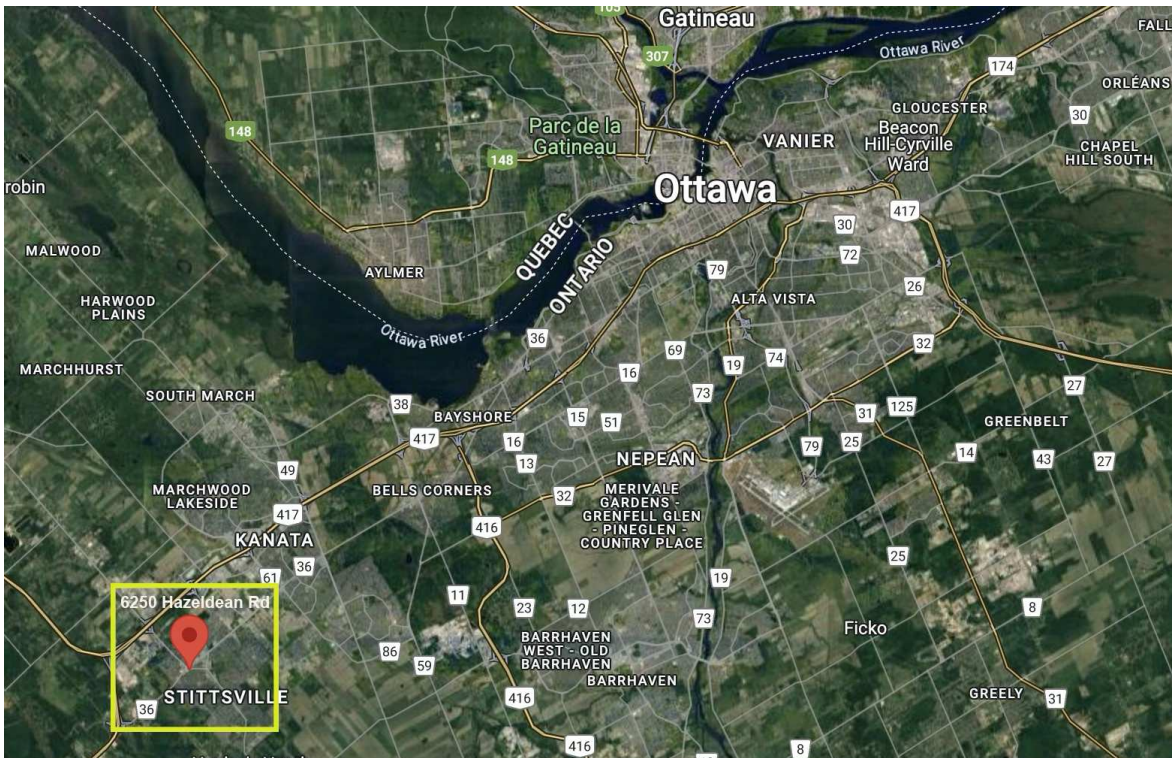 105
Gatineau
FALL
307
Ottawa River
174
ORLÉANS
GLOUCESTER
30
148
Parc de la
Gatineau
Beacon
Hill-Cyrville
Ward
VANIER
CHAPEL
HILL SOUTH
148
robin
Ottawa
417
30
QUEBEC
ONTARIO
MALWOOD
72
AYLMER
79
26
HARWOOD
PLAINS
ALTA VISTA
Ottawa River
36
32
69
74
MARCHHURST
16
19
27
SOUTH MARCH
73
38
125
31
BAYSHORE
15
51
GREENBELT
417
16
79
25
14
43
27
13
NEPEAN
49
MARCHWOOD
LAKESIDE
BELLS CORNERS
32
MERIVALE
GARDENS -
GRENFELL GLEN
- PINEGLEN -
COUNTRY PLACE
417
416
KANATA
25
36
61
19
6250 Hazeldean Rd
11
23
12
8
73
Ficko
BARRHAVEN
WEST - OLD
BARRHAVEN
86
59
BARRHAVEN
STITTSVILLE
36
416
GREELY
31
416
8